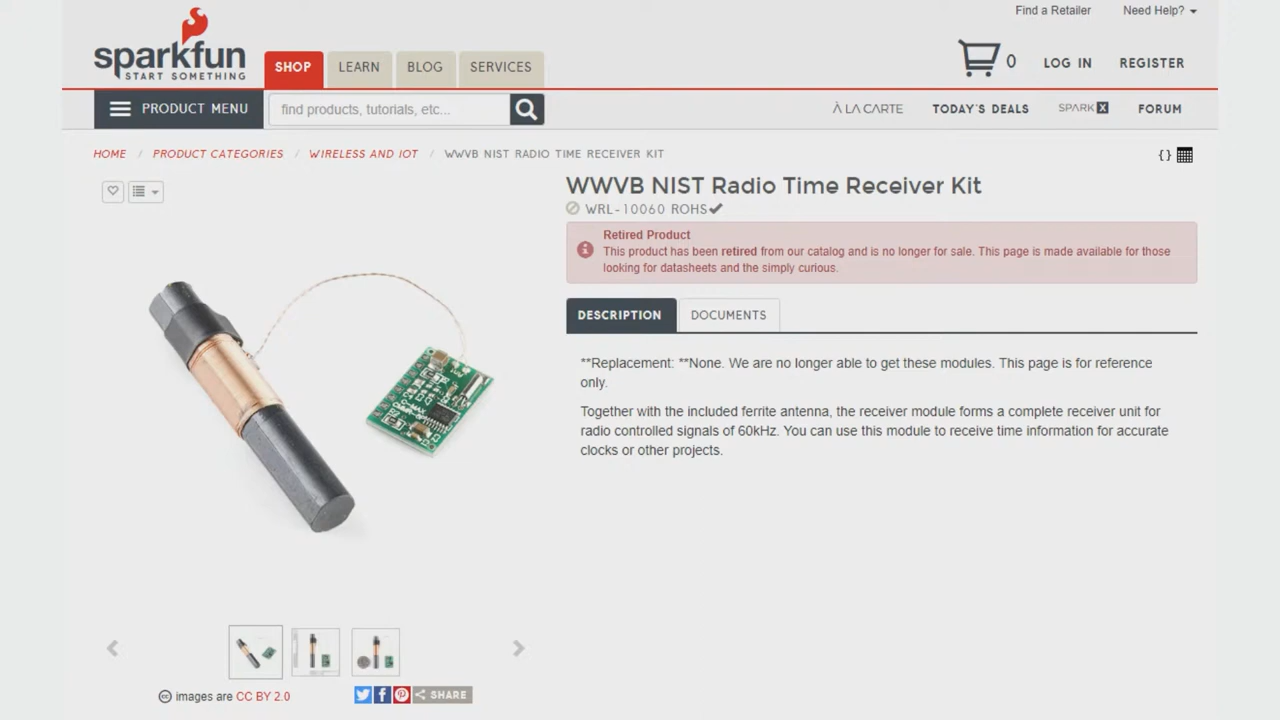 Find a Retailer
Need Help?
sparkfun
START SOMETHING
SHOP
LEARN
BLOG
SERVICES
0
LOG IN
REGISTER
PRODUCT MENU
find products, tutorials, etc...
À LA CARTE
TODAY'S DEALS
SPARK X
FORUM
HOME / PRODUCT CATEGORIES / WIRELESS AND IOT / WWVB NIST RADIO TIME RECEIVER KIT
{ }
WWVB NIST Radio Time Receiver Kit
WRL-10060 ROHS✔
Retired Product
This product has been retired from our catalog and is no longer for sale. This page is made available for those
looking for datasheets and the simply curious.
DESCRIPTION
DOCUMENTS
**Replacement: **None. We are no longer able to get these modules. This page is for reference
only.
Together with the included ferrite antenna, the receiver module forms a complete receiver unit for
radio controlled signals of 60kHz. You can use this module to receive time information for accurate
clocks or other projects.
C-MAX
cc images are CC BY 2.0
SHARE